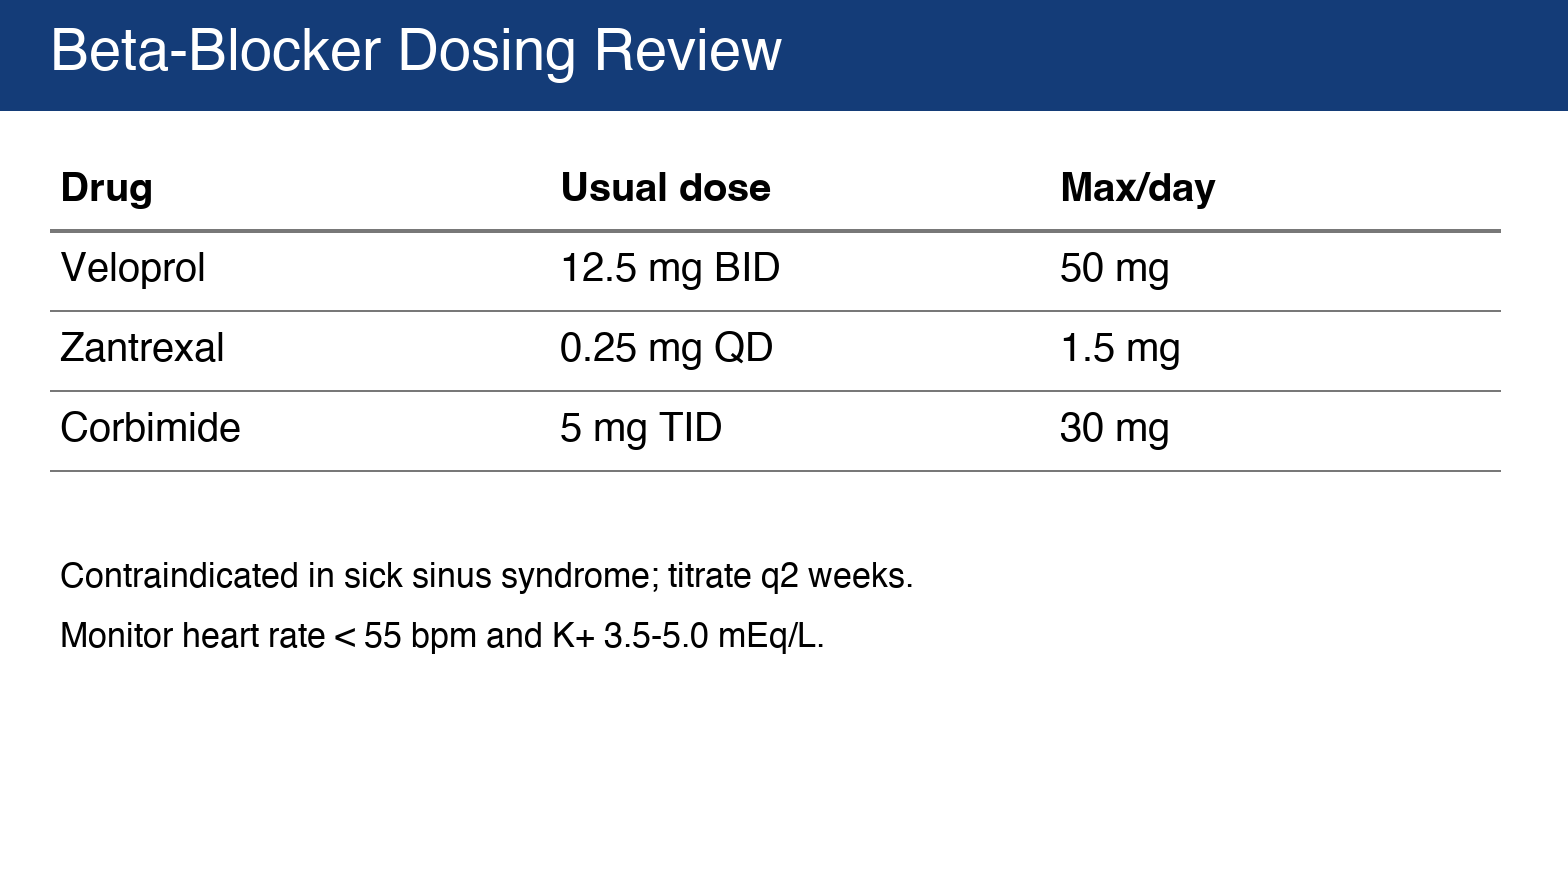 Beta-Blocker Dosing Review
Drug Usual dose Max/day
Veloprol 12.5 mg BID 50 mg
Zantrexal 0.25 mg QD 1.5 mg
Corbimide 5 mg TID 30 mg
Contraindicated in sick sinus syndrome; titrate q2 weeks.
Monitor heart rate < 55 bpm and K+ 3.5-5.0 mEq/L.